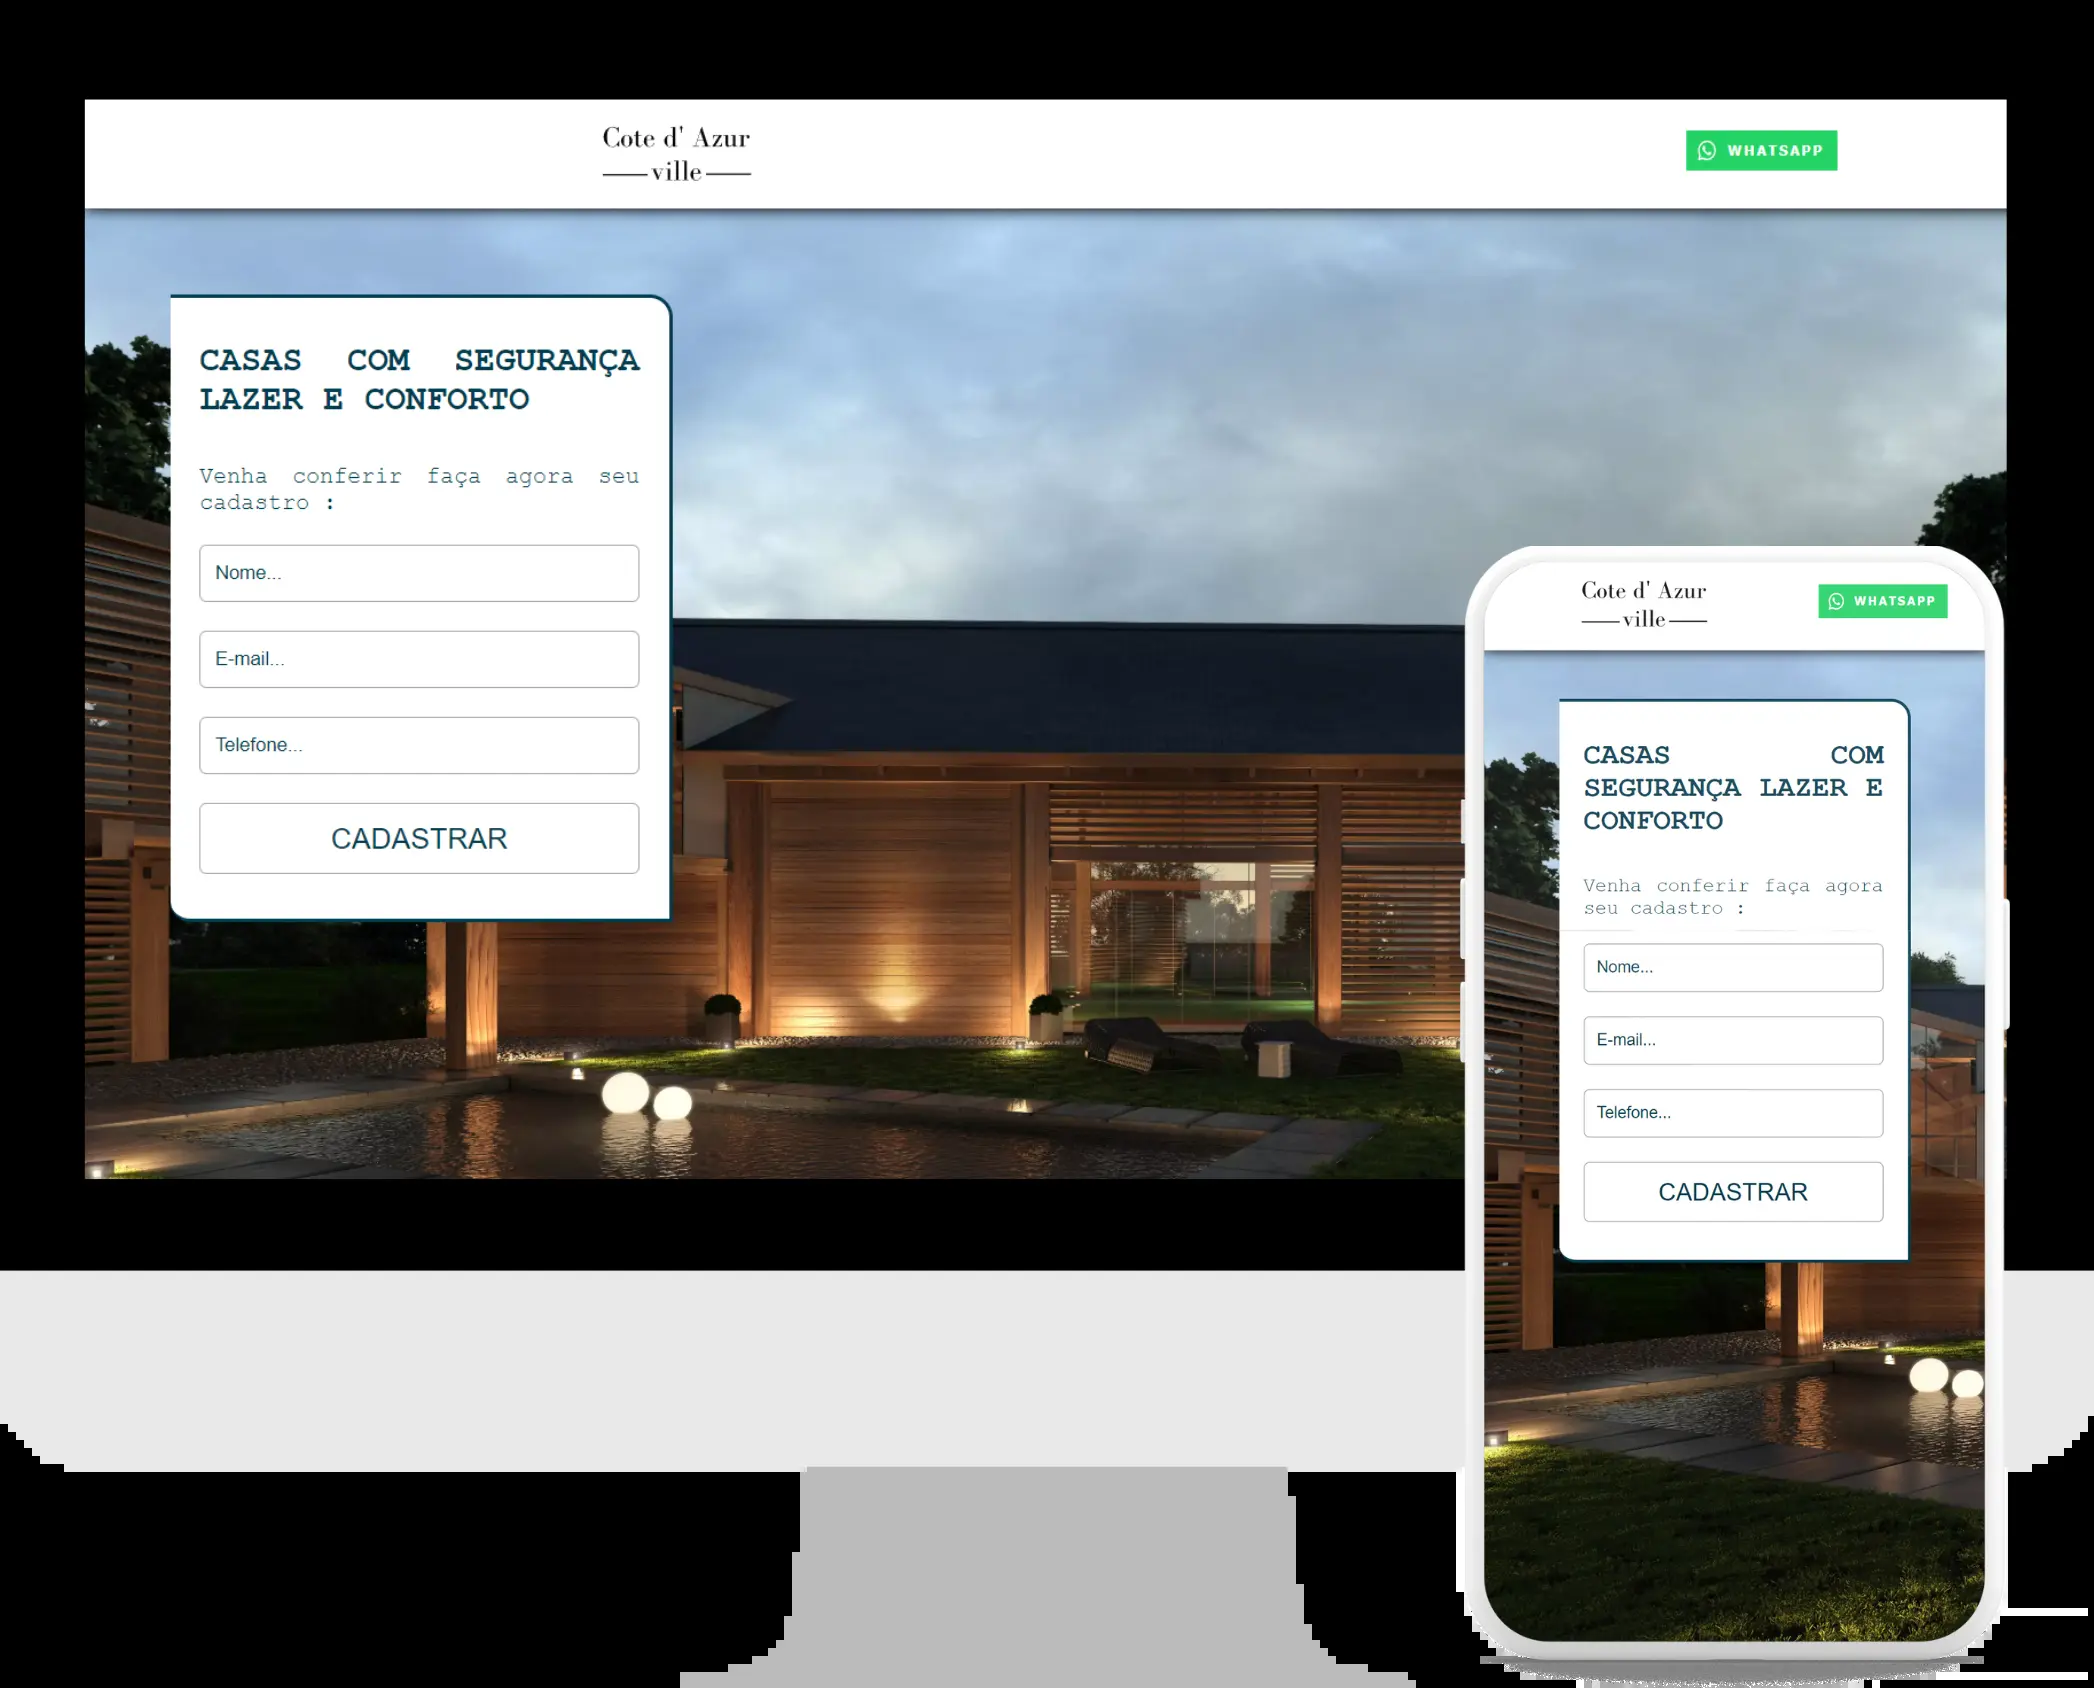 Cote d' Azur
ville
WHATSAPP
CASAS COM SEGURANÇA
LAZER E CONFORTO
Venha conferir faça agora seu
cadastro :
Nome...
E-mail...
Telefone...
CADASTRAR
Cote d' Azur
ville
WHATSAPP
CASAS COM
SEGURANÇA LAZER E
CONFORTO
Venha conferir faça agora
seu cadastro :
Nome...
E-mail...
Telefone...
CADASTRAR